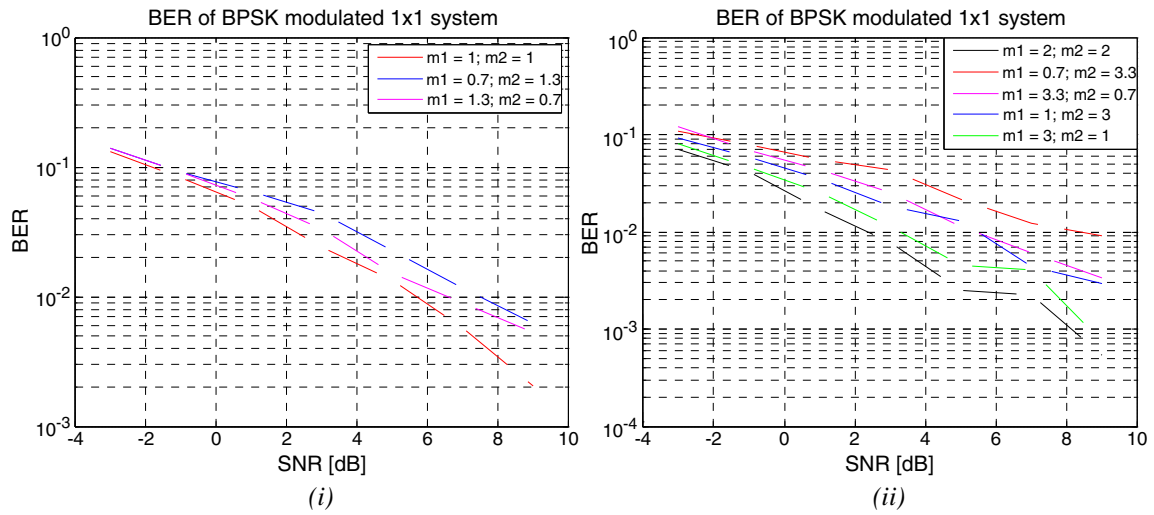 BER of BPSK modulated 1x1 system
10^0
10^-1
10^-2
10^-3
BER
m1 = 1; m2 = 1
m1 = 0.7; m2 = 1.3
m1 = 1.3; m2 = 0.7
-4 -2 0 2 4 6 8 10
SNR [dB]
(i)
BER of BPSK modulated 1x1 system
10^0
10^-1
10^-2
10^-3
10^-4
BER
m1 = 2; m2 = 2
m1 = 0.7; m2 = 3.3
m1 = 3.3; m2 = 0.7
m1 = 1; m2 = 3
m1 = 3; m2 = 1
-4 -2 0 2 4 6 8 10
SNR [dB]
(ii)